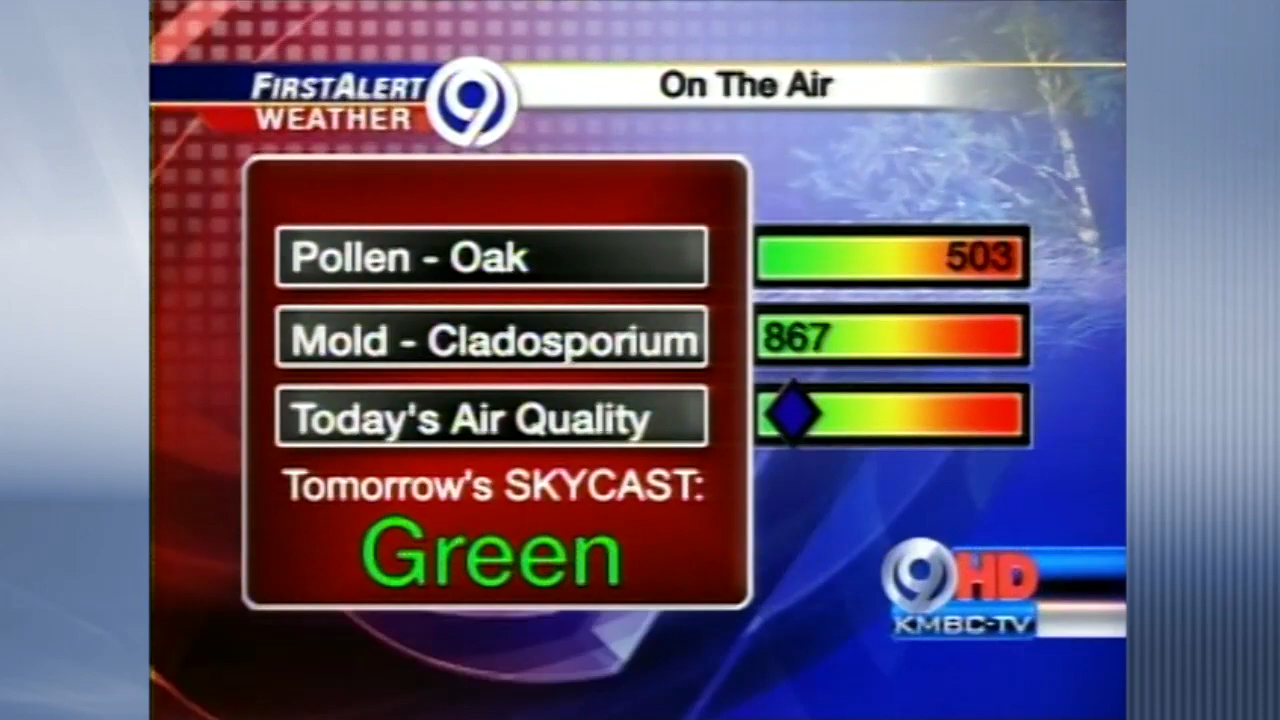 FIRSTALERT
WEATHER
9
On The Air
Pollen - Oak
503
Mold - Cladosporium
867
Today's Air Quality
Tomorrow's SKYCAST:
Green
9HD
KMBC-TV